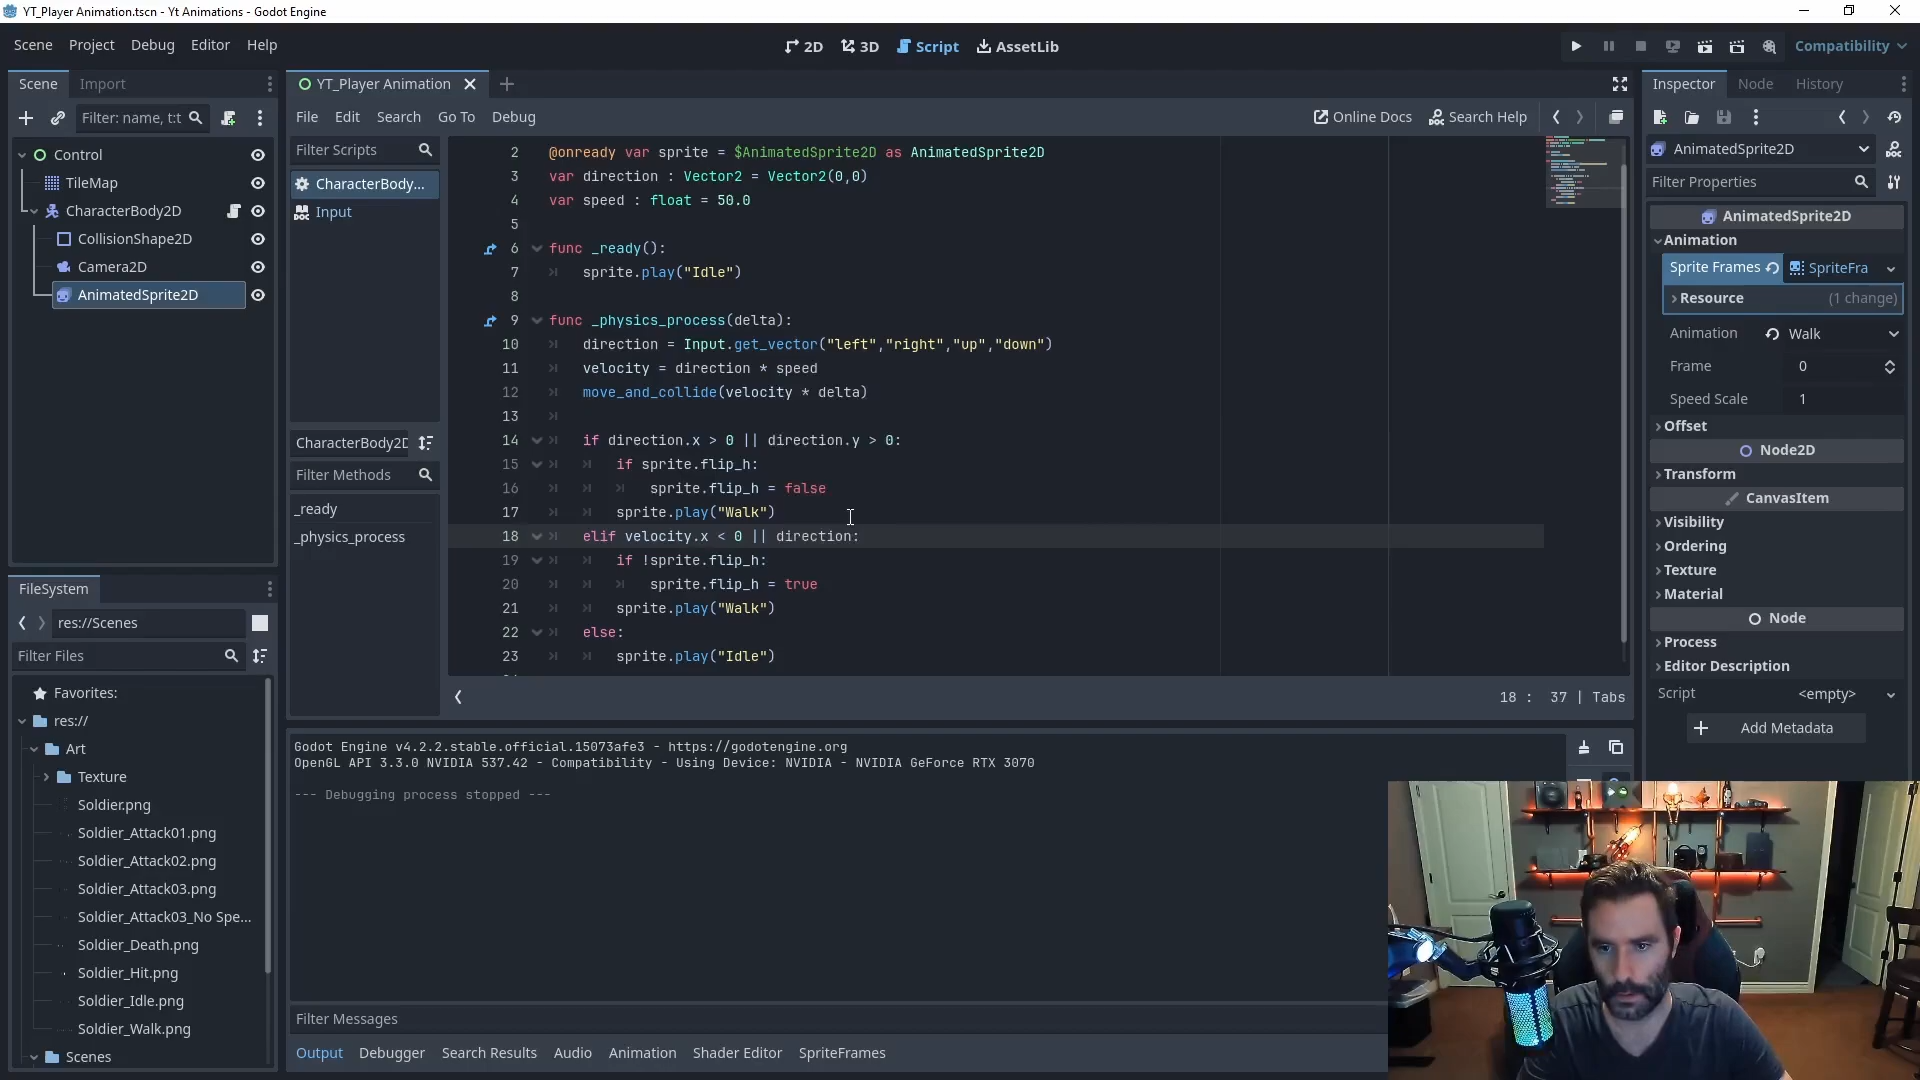 YT_Player Animation.tscn - Yt Animations - Godot Engine
Scene Project Debug Editor Help
2D 3D Script AssetLib
Compatibility
Scene Import
Filter: name, t:t
Control
TileMap
CharacterBody2D
CollisionShape2D
Camera2D
AnimatedSprite2D
FileSystem
res://Scenes
Filter Files
Favorites:
res://
Art
Texture
Soldier.png
Soldier_Attack01.png
Soldier_Attack02.png
Soldier_Attack03.png
Soldier_Attack03_No Spe...
Soldier_Death.png
Soldier_Hit.png
Soldier_Idle.png
Soldier_Walk.png
Scenes
YT_Player Animation
File Edit Search Go To Debug
Online Docs Search Help
Filter Scripts
CharacterBody...
Input
CharacterBody2D
Filter Methods
_ready
_physics_process
2 @onready var sprite = $AnimatedSprite2D as AnimatedSprite2D
3 var direction : Vector2 = Vector2(0,0)
4 var speed : float = 50.0
5
6 func _ready():
7 sprite.play("Idle")
8
9 func _physics_process(delta):
10 direction = Input.get_vector("left","right","up","down")
11 velocity = direction * speed
12 move_and_collide(velocity * delta)
13
14 if direction.x > 0 || direction.y > 0:
15 if sprite.flip_h:
16 sprite.flip_h = false
17 sprite.play("Walk")
18 elif velocity.x < 0 || direction:
19 if !sprite.flip_h:
20 sprite.flip_h = true
21 sprite.play("Walk")
22 else:
23 sprite.play("Idle")
18 : 37 | Tabs
Godot Engine v4.2.2.stable.official.15073afe3 - https://godotengine.org
OpenGL API 3.3.0 NVIDIA 537.42 - Compatibility - Using Device: NVIDIA - NVIDIA GeForce RTX 3070
--- Debugging process stopped ---
Filter Messages
Output Debugger Search Results Audio Animation Shader Editor SpriteFrames
Inspector Node History
AnimatedSprite2D
Filter Properties
AnimatedSprite2D
Animation
Sprite Frames SpriteFra
Resource (1 change)
Animation Walk
Frame 0
Speed Scale 1
Offset
Node2D
Transform
CanvasItem
Visibility
Ordering
Texture
Material
Node
Process
Editor Description
Script <empty>
Add Metadata